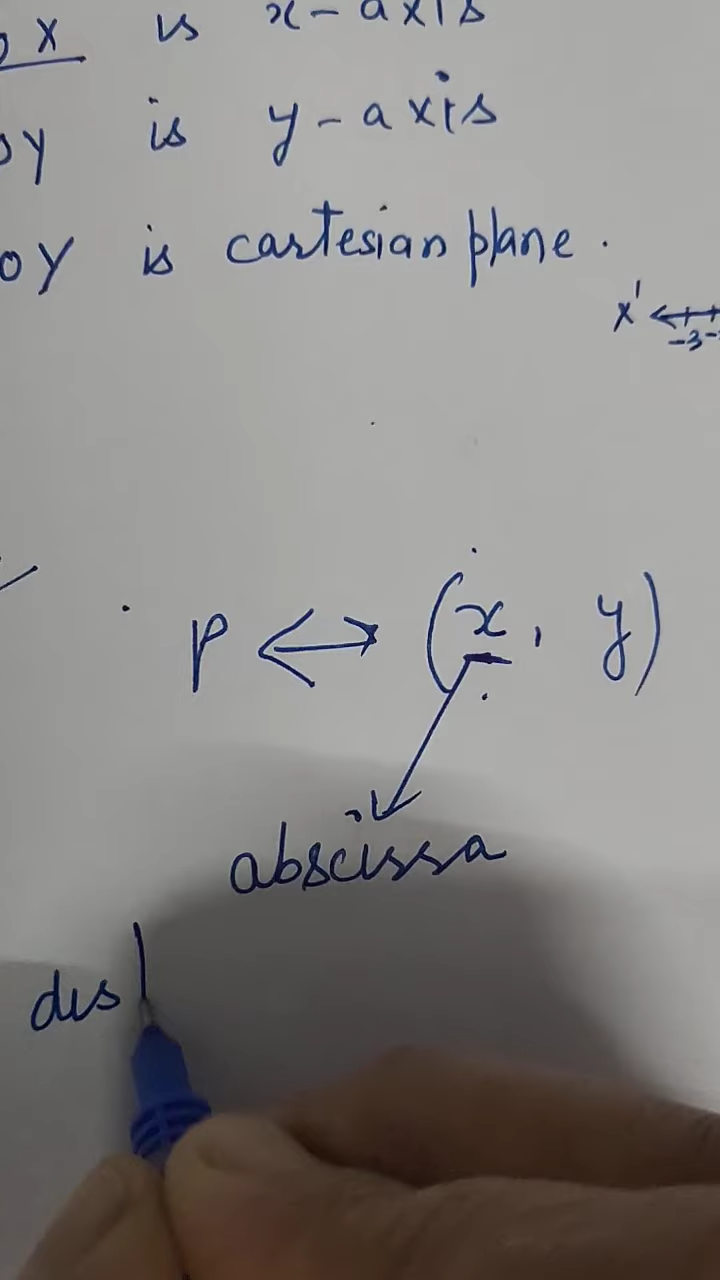 X is x-axis
Y is y-axis
oY is cartesian plane.
X' ←
-3
P ↔ (x, y)
abscissa
dis